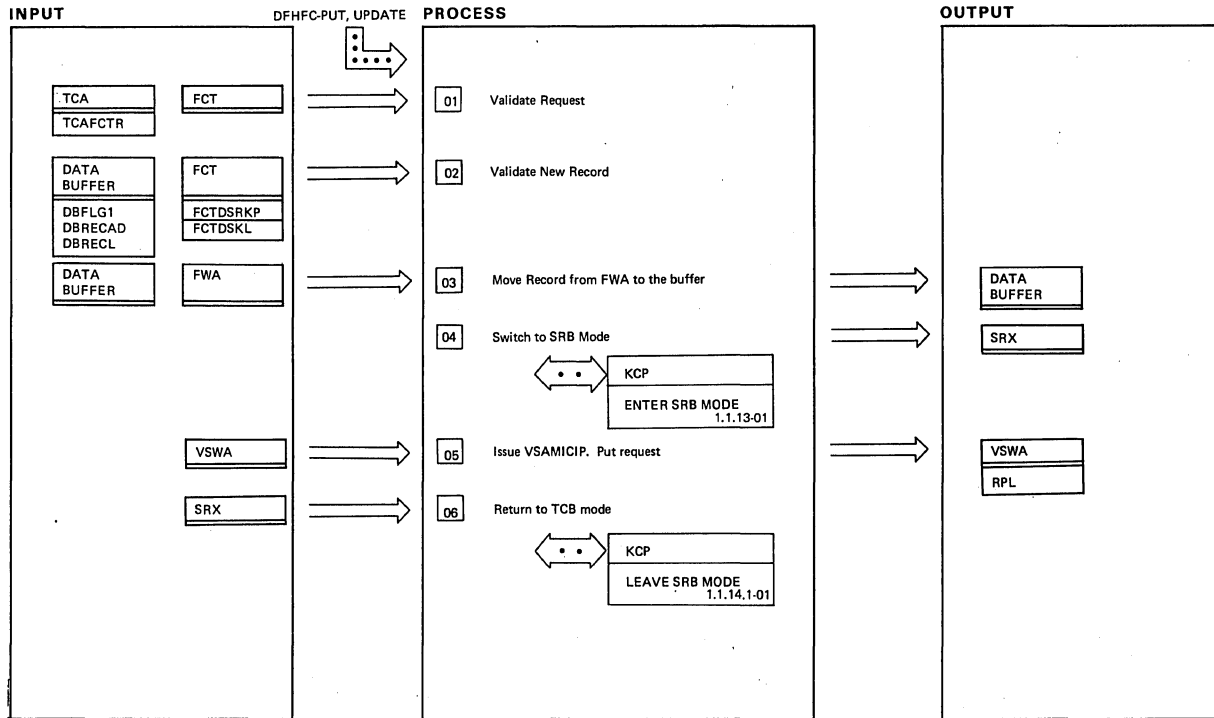 INPUT
DFHFC-PUT, UPDATE
PROCESS
OUTPUT
TCA
TCAFCTR
FCT
01 Validate Request
DATA
BUFFER
DBFLG1
DBRECAD
DBRECL
FCT
FCTDSRKP
FCTDSKL
02 Validate New Record
DATA
BUFFER
FWA
03 Move Record from FWA to the buffer
DATA
BUFFER
04 Switch to SRB Mode
SRX
KCP
ENTER SRB MODE
1.1.13-01
VSWA
05 Issue VSAMICIP. Put request
VSWA
RPL
SRX
06 Return to TCB mode
KCP
LEAVE SRB MODE
1.1.14.1-01